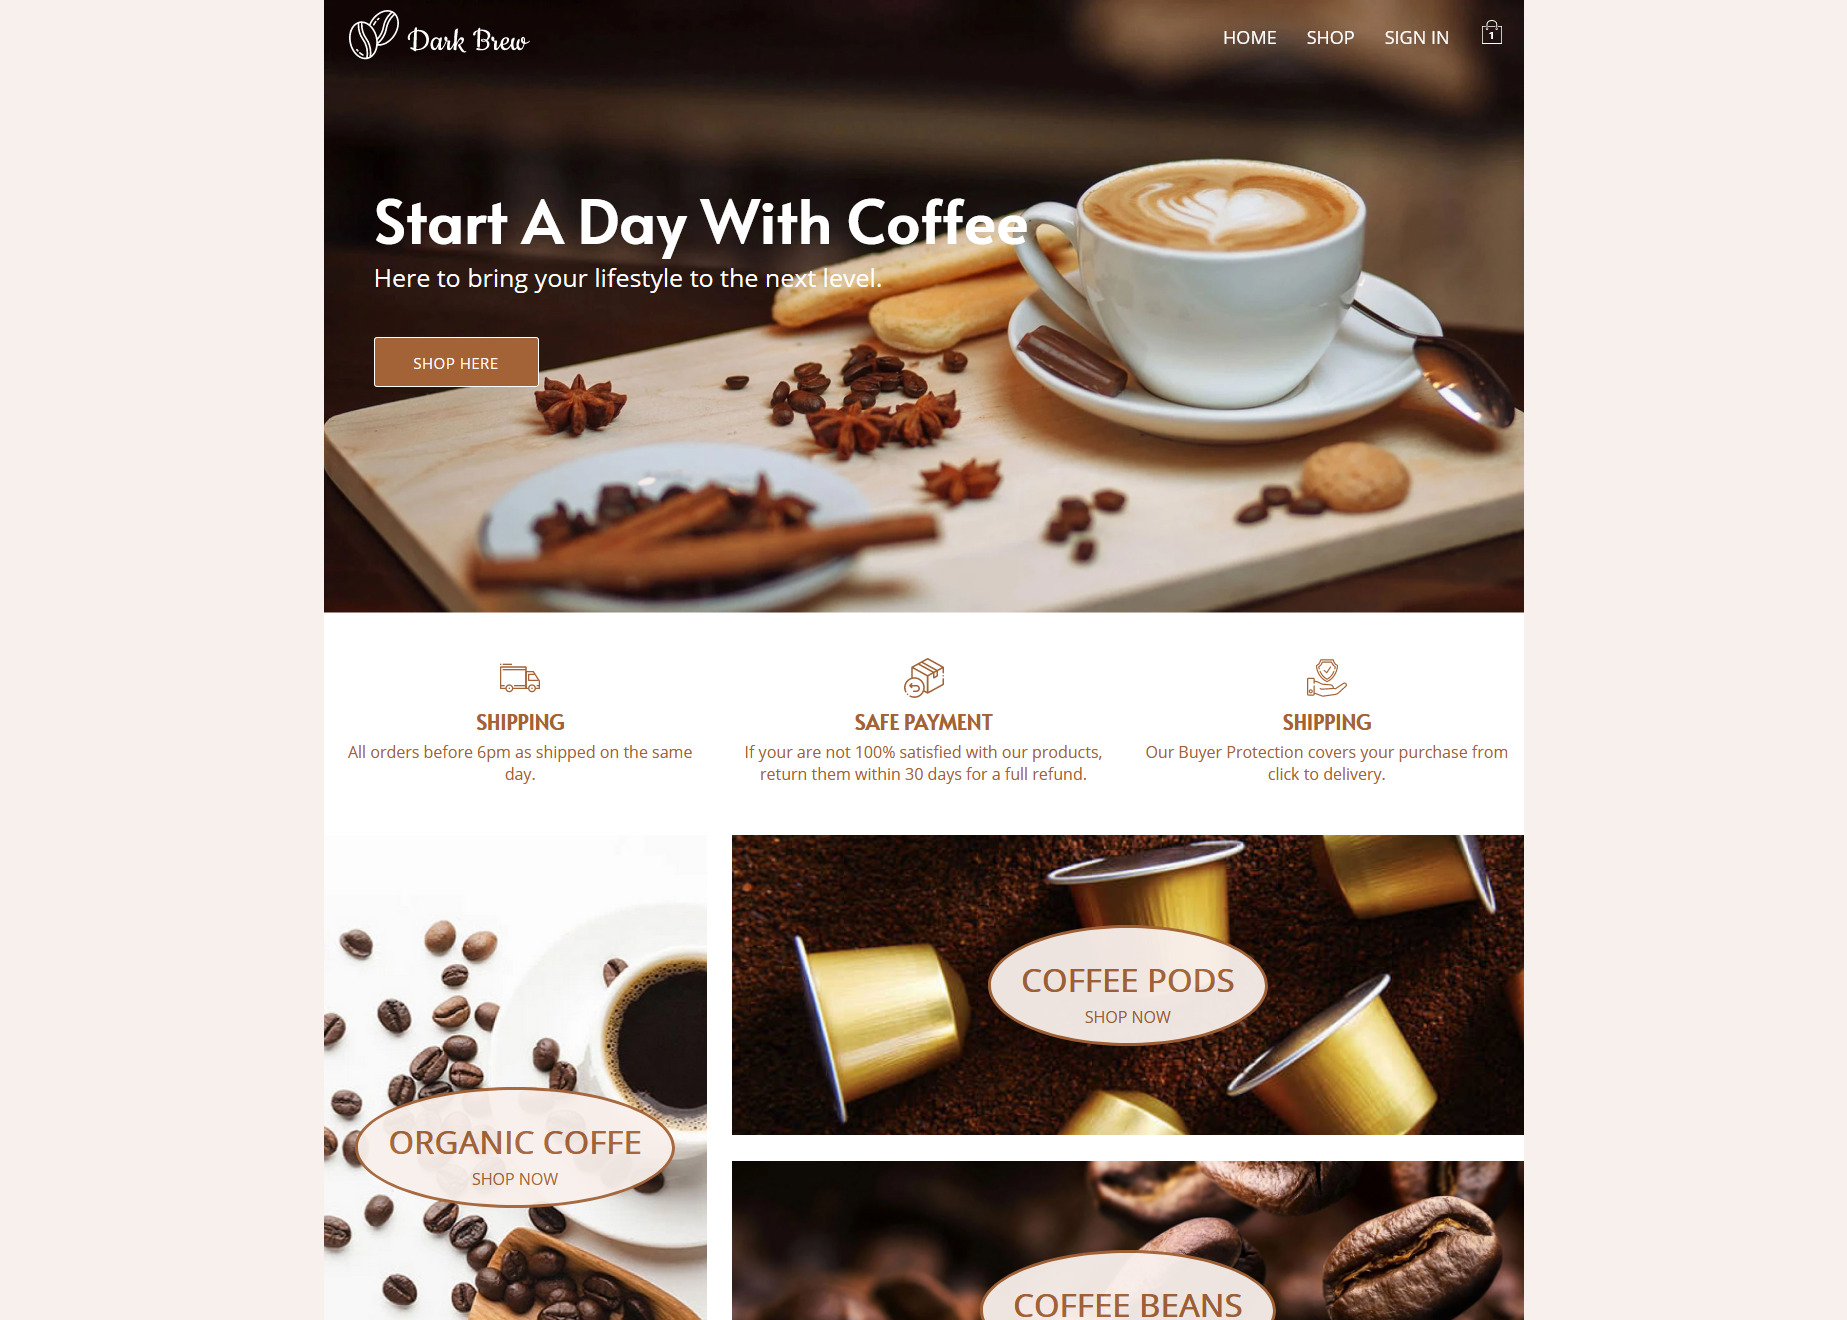 Dark Brew
HOME SHOP SIGN IN 1
Start A Day With Coffee
Here to bring your lifestyle to the next level.
SHOP HERE
SHIPPING
All orders before 6pm as shipped on the same
day.
SAFE PAYMENT
If your are not 100% satisfied with our products,
return them within 30 days for a full refund.
SHIPPING
Our Buyer Protection covers your purchase from
click to delivery.
ORGANIC COFFE
SHOP NOW
COFFEE PODS
SHOP NOW
COFFEE BEANS